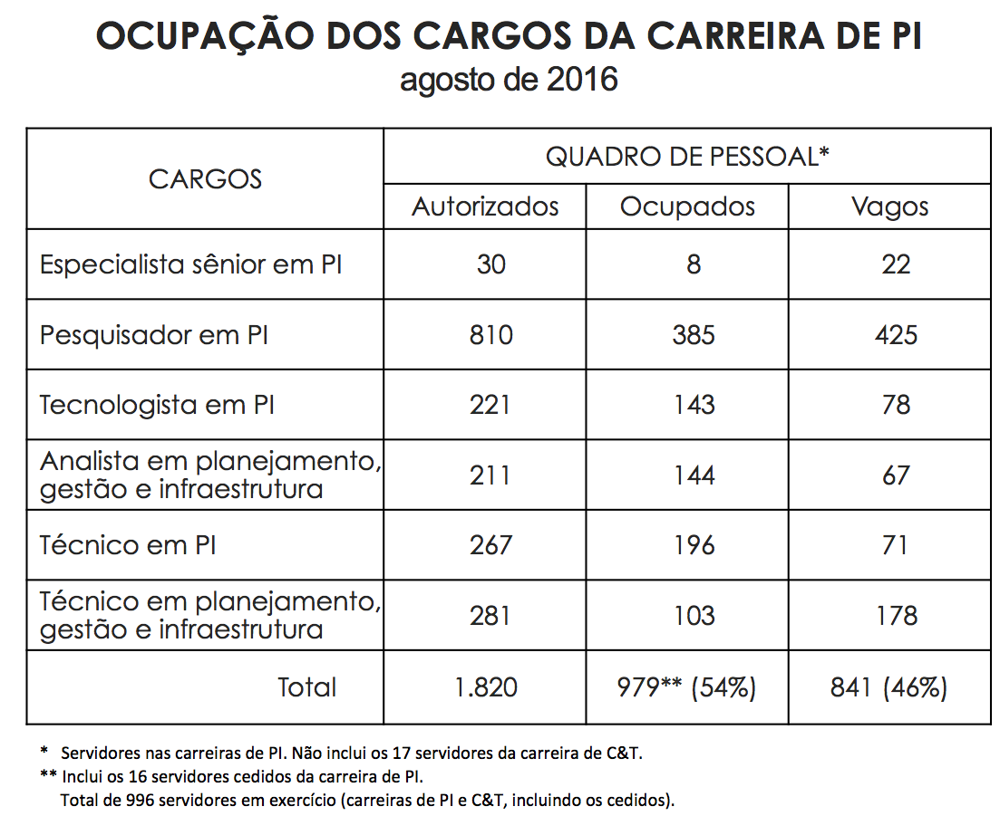 OCUPAÇÃO DOS CARGOS DA CARREIRA DE PI
agosto de 2016
CARGOS
QUADRO DE PESSOAL*
Autorizados Ocupados Vagos
Especialista sênior em PI 30 8 22
Pesquisador em PI 810 385 425
Tecnologista em PI 221 143 78
Analista em planejamento,
gestão e infraestrutura 211 144 67
Técnico em PI 267 196 71
Técnico em planejamento,
gestão e infraestrutura 281 103 178
Total 1.820 979** (54%) 841 (46%)
* Servidores nas carreiras de PI. Não inclui os 17 servidores da carreira de C&T.
** Inclui os 16 servidores cedidos da carreira de PI.
Total de 996 servidores em exercício (carreiras de PI e C&T, incluindo os cedidos).